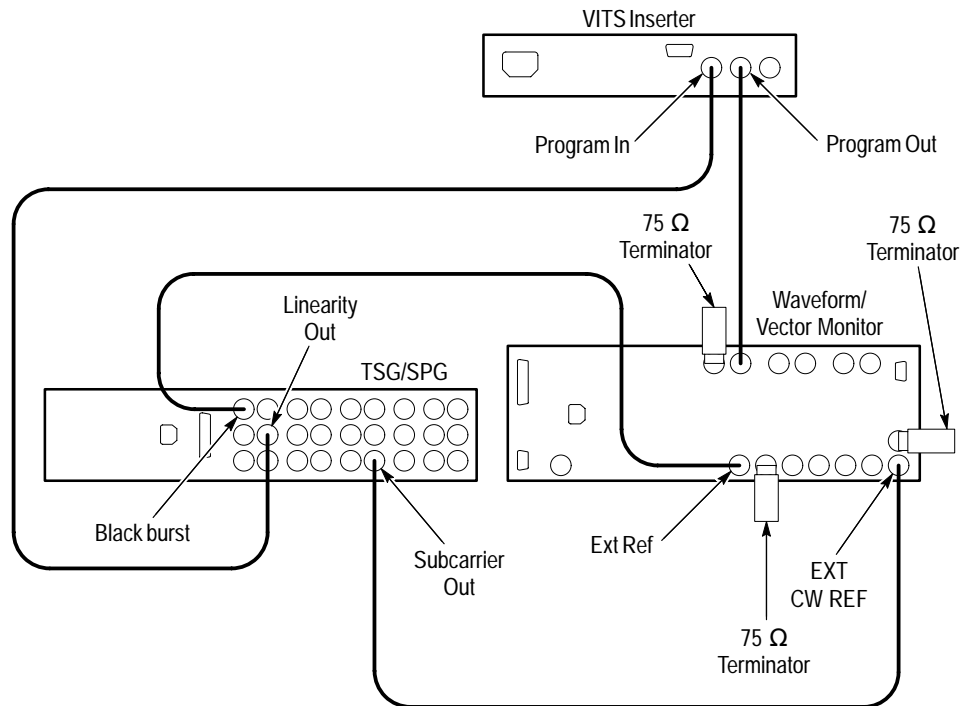 VITS Inserter
Program In
Program Out
75 Ω
Terminator
75 Ω
Terminator
Linearity
Out
Waveform/
Vector Monitor
TSG/SPG
Black burst
Subcarrier
Out
Ext Ref
EXT
CW REF
75 Ω
Terminator